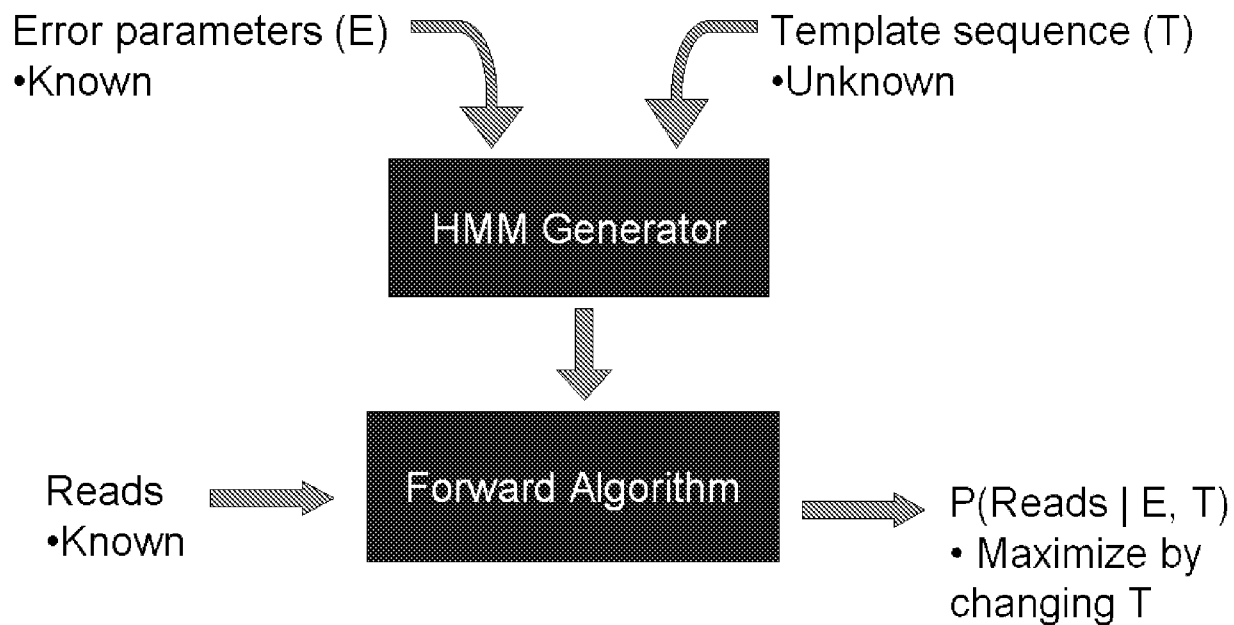 Error parameters (E)
•Known
Template sequence (T)
•Unknown
HMM Generator
Reads
•Known
Forward Algorithm
P(Reads | E, T)
• Maximize by
changing T